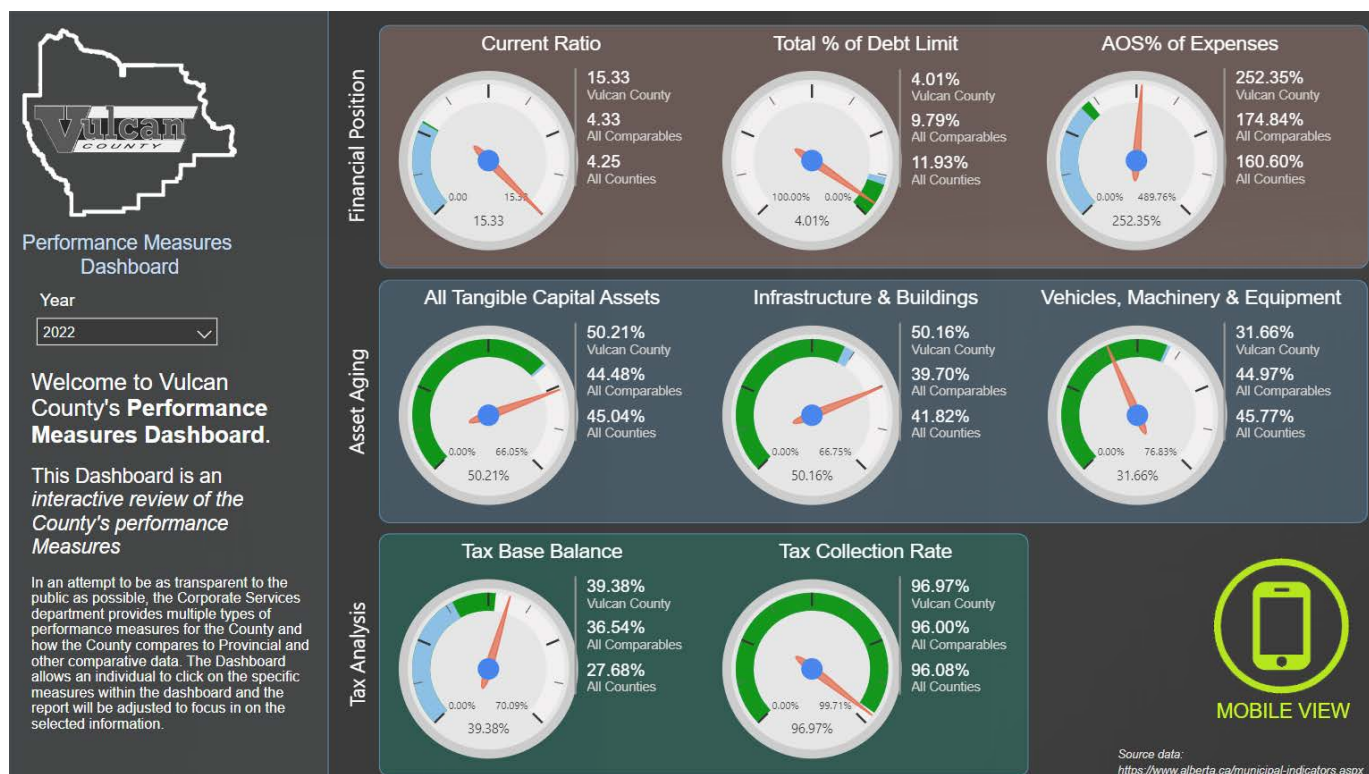 Vulcan
COUNTY
Performance Measures
Dashboard
Year
2022
Welcome to Vulcan
County's Performance
Measures Dashboard.
This Dashboard is an
interactive review of the
County's performance
Measures
In an attempt to be as transparent to the
public as possible, the Corporate Services
department provides multiple types of
performance measures for the County and
how the County compares to Provincial and
other comparative data. The Dashboard
allows an individual to click on the specific
measures within the dashboard and the
report will be adjusted to focus in on the
selected information.
Financial Position
Current Ratio
0.00
15.33
15.33
15.33
Vulcan County
4.33
All Comparables
4.25
All Counties
Total % of Debt Limit
100.00%
0.00%
4.01%
4.01%
Vulcan County
9.79%
All Comparables
11.93%
All Counties
AOS% of Expenses
0.00%
489.76%
252.35%
252.35%
Vulcan County
174.84%
All Comparables
160.60%
All Counties
Asset Aging
All Tangible Capital Assets
0.00%
66.05%
50.21%
50.21%
Vulcan County
44.48%
All Comparables
45.04%
All Counties
Infrastructure & Buildings
0.00%
66.75%
50.16%
50.16%
Vulcan County
39.70%
All Comparables
41.82%
All Counties
Vehicles, Machinery & Equipment
0.00%
76.83%
31.66%
31.66%
Vulcan County
44.97%
All Comparables
45.77%
All Counties
Tax Analysis
Tax Base Balance
0.00%
70.09%
39.38%
39.38%
Vulcan County
36.54%
All Comparables
27.68%
All Counties
Tax Collection Rate
0.00%
99.71%
96.97%
96.97%
Vulcan County
96.00%
All Comparables
96.08%
All Counties
MOBILE VIEW
Source data:
https://www.alberta.ca/municipal-indicators.aspx